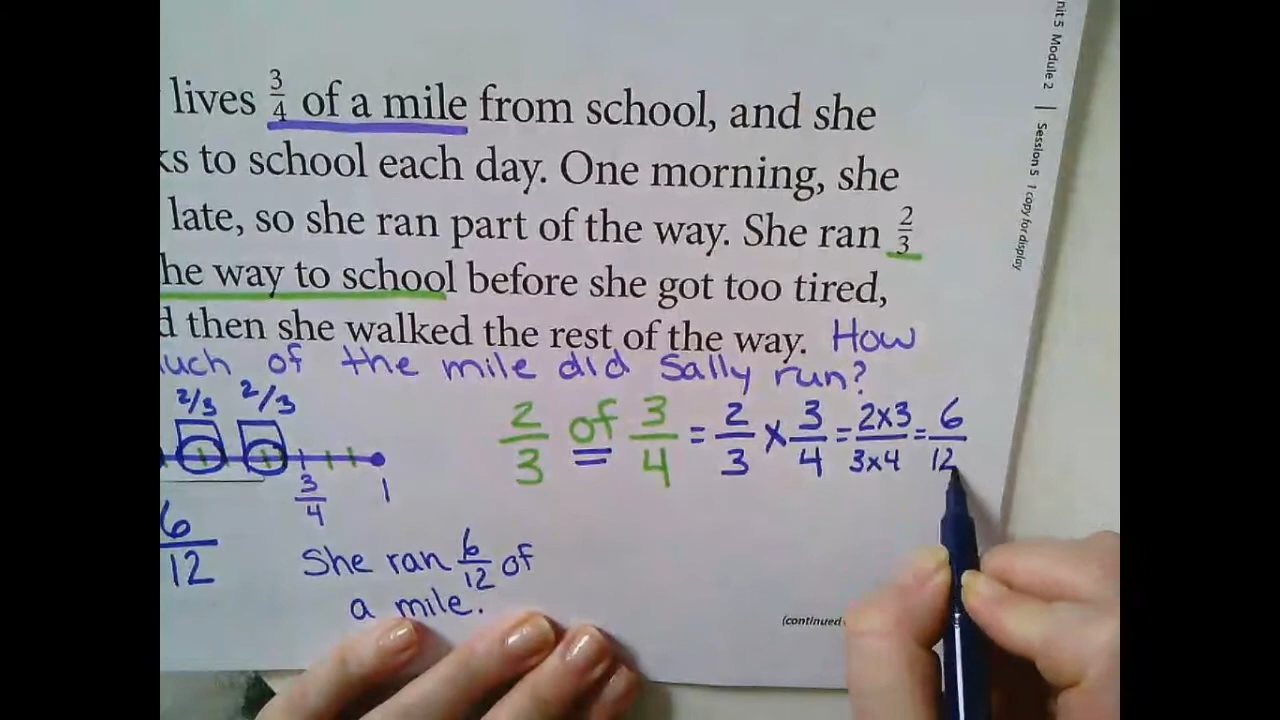 lives 3/4 of a mile from school, and she
ks to school each day. One morning, she
late, so she ran part of the way. She ran 2/3
he way to school before she got too tired,
d then she walked the rest of the way. How
uch of the mile did Sally run?
2/3 2/3
3/4 1
2/3 of 3/4 = 2/3 x 3/4 = 2x3/3x4 = 6/12
6/12
She ran 6/12 of
a mile.
(continued
nit 5 Module 2 | Session 5 1 copy for display